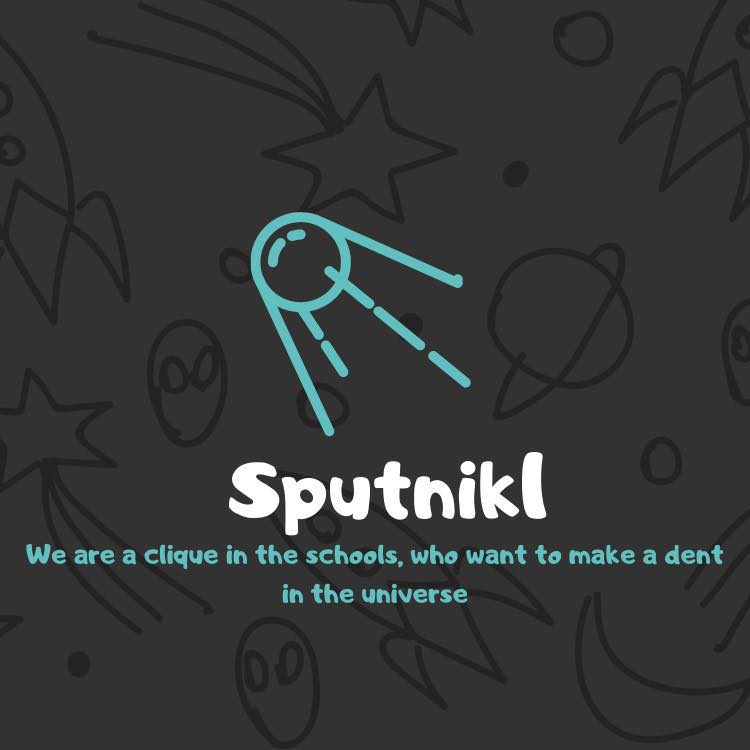 Sputnikl
We are a clique in the schools, who want to make a dent
in the universe